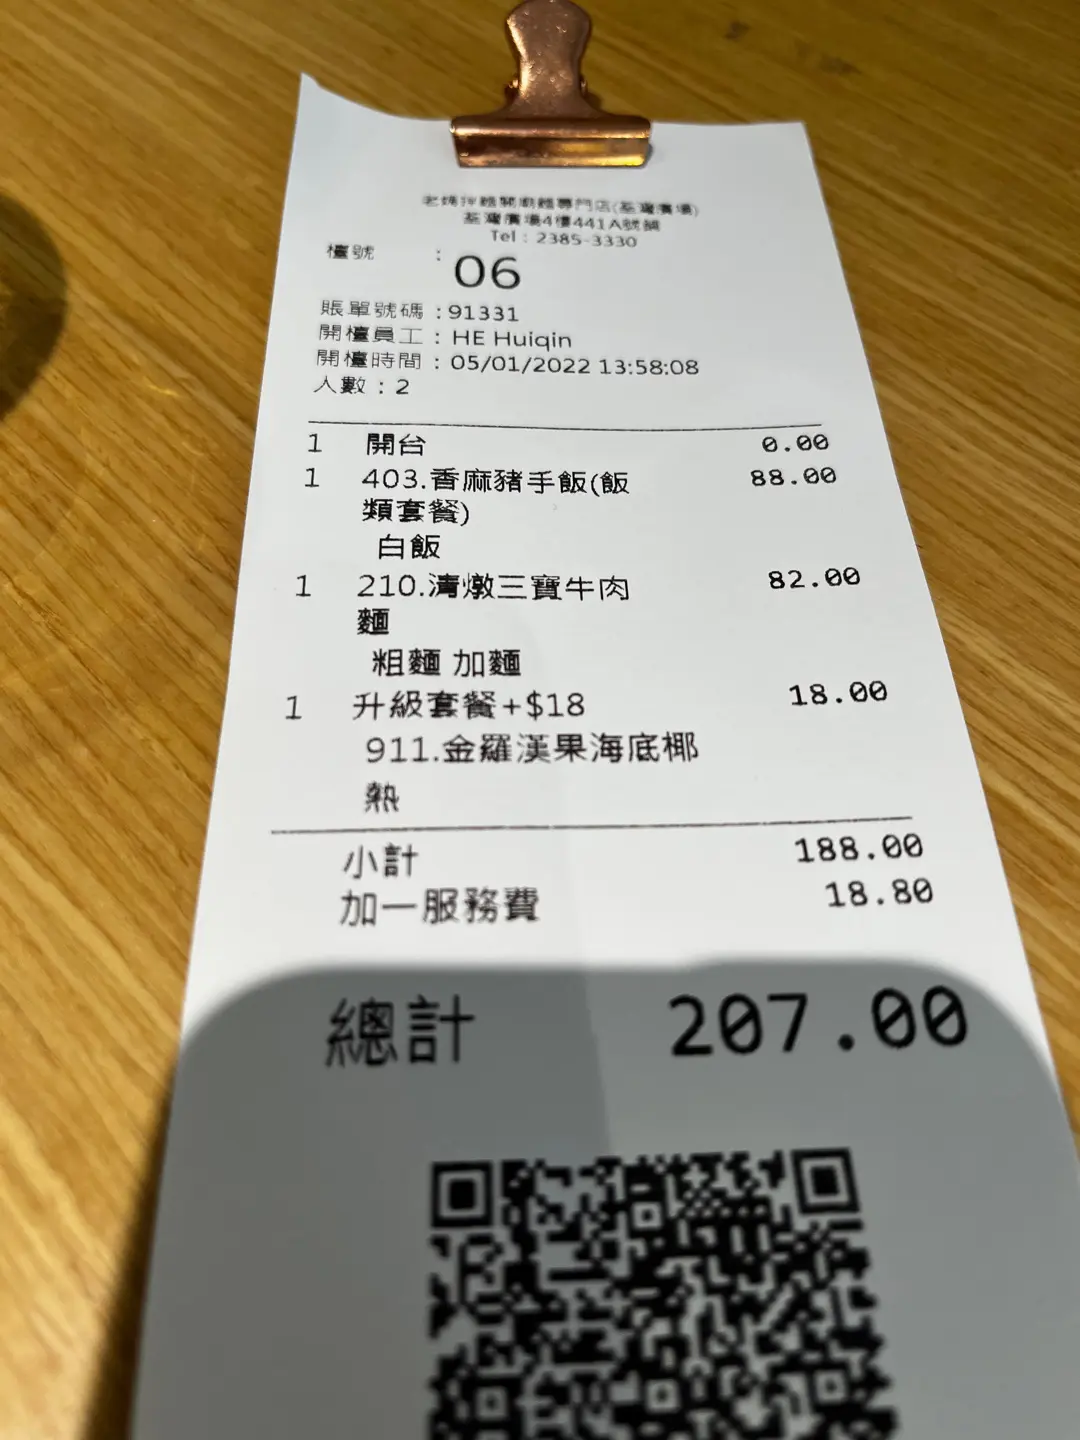 老媽拌麵關廟麵專門店(荃灣廣場)
荃灣廣場4樓441A號舖
Tel : 2385-3330
檯號 : 06
賬單號碼 : 91331
開檯員工 : HE Huiqin
開檯時間 : 05/01/2022 13:58:08
人數 : 2
1 開台 0.00
1 403.香麻豬手飯(飯 88.00
類套餐)
白飯
1 210.清燉三寶牛肉 82.00
麵
粗麵 加麵
1 升級套餐+$18 18.00
911.金羅漢果海底椰
熱
小計 188.00
加一服務費 18.80
總計 207.00